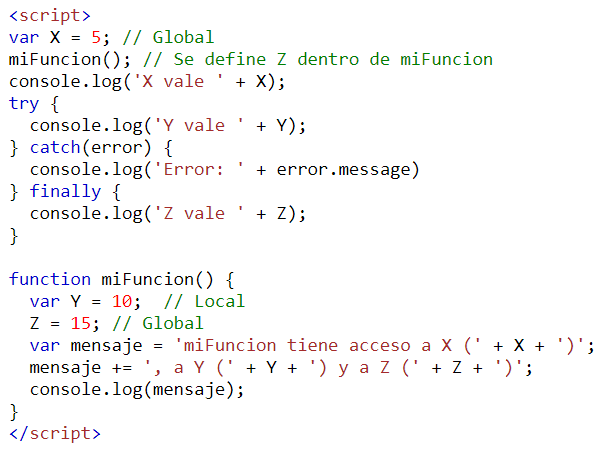 <script>
var X = 5; // Global
miFuncion(); // Se define Z dentro de miFuncion
console.log('X vale ' + X);
try {
  console.log('Y vale ' + Y);
} catch(error) {
  console.log('Error: ' + error.message)
} finally {
  console.log('Z vale ' + Z);
}

function miFuncion() {
  var Y = 10;  // Local
  Z = 15; // Global
  var mensaje = 'miFuncion tiene acceso a X (' + X + ')';
  mensaje += ', a Y (' + Y + ') y a Z (' + Z + ')';
  console.log(mensaje);
}
</script>